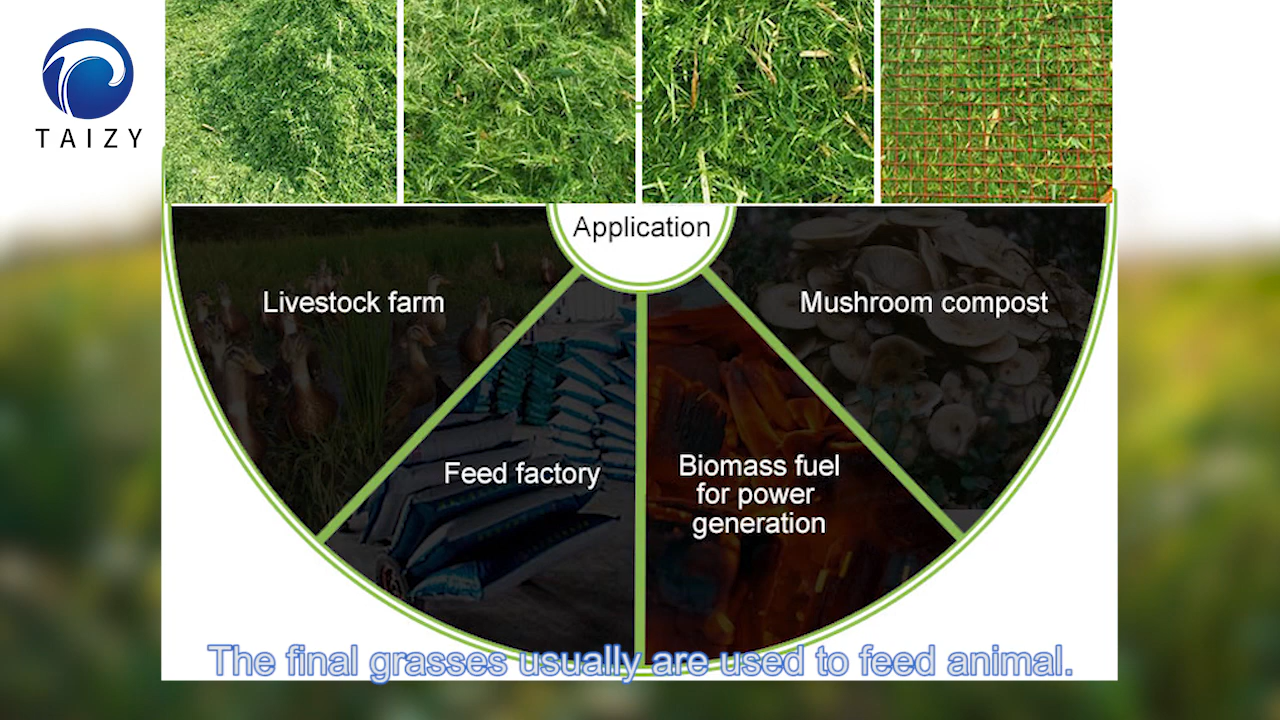 TAIZY
Application
Livestock farm
Mushroom compost
Feed factory
Biomass fuel
for power
generation
The final grasses usually are used to feed animal.